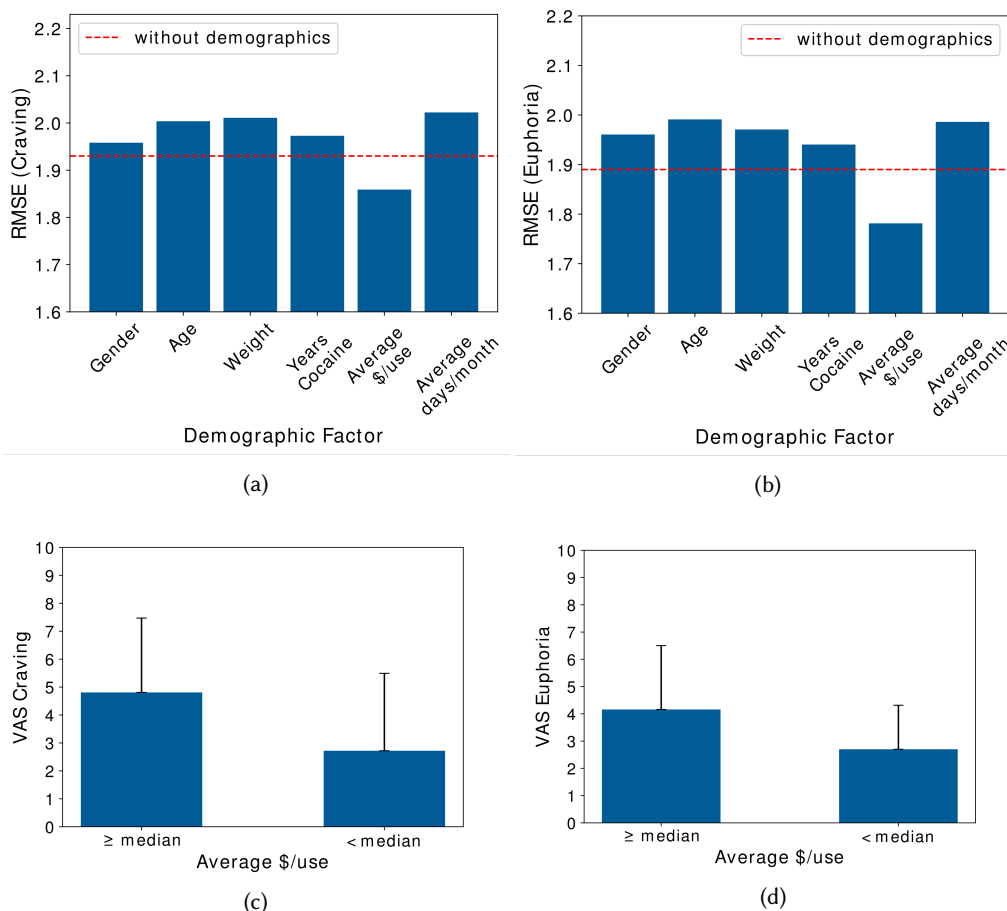 2.2
2.1
2.0
1.9
1.8
1.7
1.6
RMSE (Craving)
without demographics
Gender
Age
Weight
Years
Cocaine
Average
$/use
Average
days/month
Demographic Factor
(a)
2.2
2.1
2.0
1.9
1.8
1.7
1.6
RMSE (Euphoria)
without demographics
Gender
Age
Weight
Years
Cocaine
Average
$/use
Average
days/month
Demographic Factor
(b)
10
9
8
7
6
5
4
3
2
1
0
VAS Craving
≥ median
< median
Average $/use
(c)
10
9
8
7
6
5
4
3
2
1
0
VAS Euphoria
≥ median
< median
Average $/use
(d)